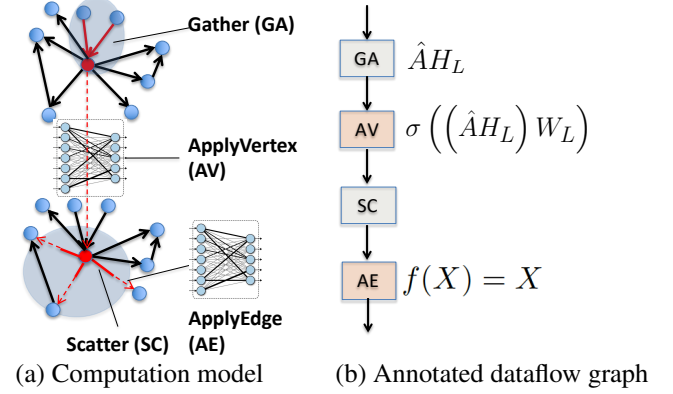 Gather (GA)
ApplyVertex
(AV)
ApplyEdge
(AE)
Scatter (SC)
(a) Computation model
GA ÂH_L
AV σ ((ÂH_L) W_L)
SC
AE f(X) = X
(b) Annotated dataflow graph